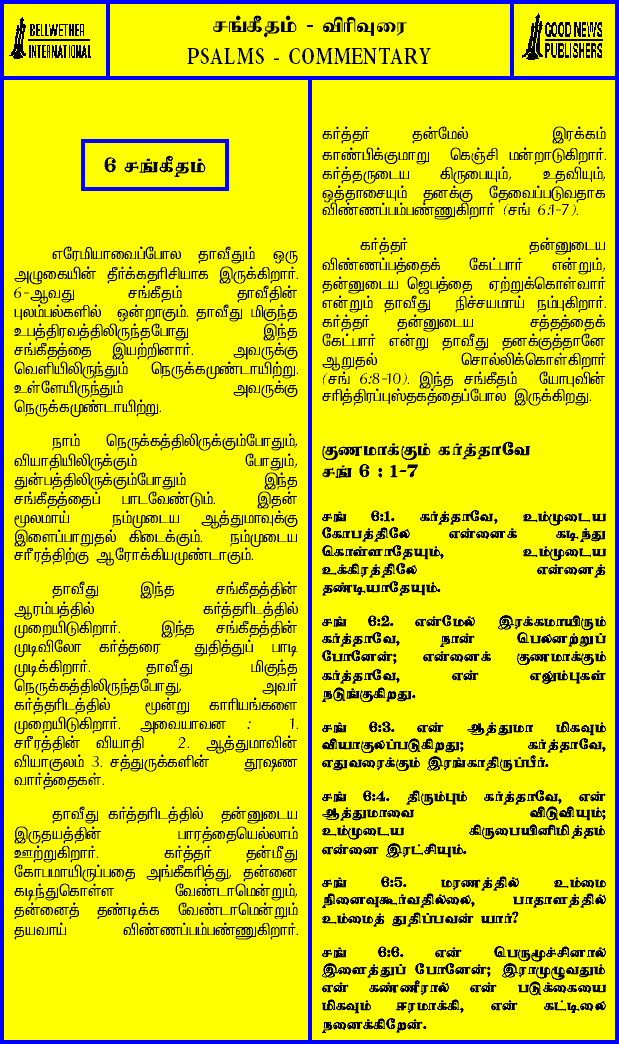 BELLWETHER
INTERNATIONAL
சங்கீதம் - விரிவுரை
PSALMS - COMMENTARY
GOOD NEWS
PUBLISHERS
6 சங்கீதம்
எரேமியாவைப்போல தாவீதும் ஒரு
அழுகையின் தீர்க்கதரிசியாக இருக்கிறார்.
6-ஆவது சங்கீதம் தாவீதின்
புலம்பல்களில் ஒன்றாகும். தாவீது மிகுந்த
உபத்திரவத்திலிருந்தபோது இந்த
சங்கீதத்தை இயற்றினார். அவருக்கு
வெளியிலிருந்தும் நெருக்கமுண்டாயிற்று.
உள்ளேயிருந்தும் அவருக்கு
நெருக்கமுண்டாயிற்று.
நாம் நெருக்கத்திலிருக்கும்போதும்,
வியாதியிலிருக்கும் போதும்,
துன்பத்திலிருக்கும்போதும் இந்த
சங்கீதத்தைப் பாடவேண்டும். இதன்
மூலமாய் நம்முடைய ஆத்துமாவுக்கு
இளைப்பாறுதல் கிடைக்கும். நம்முடைய
சரீரத்திற்கு ஆரோக்கியமுண்டாகும்.
தாவீது இந்த சங்கீதத்தின்
ஆரம்பத்தில் கர்த்தரிடத்தில்
முறையிடுகிறார். இந்த சங்கீதத்தின்
முடிவிலோ கர்த்தரை துதித்துப் பாடி
முடிக்கிறார். தாவீது மிகுந்த
நெருக்கத்திலிருந்தபோது, அவர்
கர்த்தரிடத்தில் மூன்று காரியங்களை
முறையிடுகிறார். அவையாவன : 1.
சரீரத்தின் வியாதி 2. ஆத்துமாவின்
வியாகுலம் 3. சத்துருக்களின் தூஷண
வார்த்தைகள்.
தாவீது கர்த்தரிடத்தில் தன்னுடைய
இருதயத்தின் பாரத்தையெல்லாம்
ஊற்றுகிறார். கர்த்தர் தன்மீது
கோபமாயிருப்பதை அங்கீகரித்து, தன்னை
கடிந்துகொள்ள வேண்டாமென்றும்,
தன்னைத் தண்டிக்க வேண்டாமென்றும்
தயவாய் விண்ணப்பம்பண்ணுகிறார்.
கர்த்தர் தன்மேல் இரக்கம்
காண்பிக்குமாறு கெஞ்சி மன்றாடுகிறார்.
கர்த்தருடைய கிருபையும், உதவியும்,
ஒத்தாசையும் தனக்கு தேவைப்படுவதாக
விண்ணப்பம்பண்ணுகிறார் (சங் 6:1-7).
கர்த்தர் தன்னுடைய
விண்ணப்பத்தைக் கேட்பார் என்றும்,
தன்னுடைய ஜெபத்தை ஏற்றுக்கொள்வார்
என்றும் தாவீது நிச்சயமாய் நம்புகிறார்.
கர்த்தர் தன்னுடைய சத்தத்தைக்
கேட்பார் என்று தாவீது தனக்குத்தானே
ஆறுதல் சொல்லிக்கொள்கிறார்
(சங் 6:8-10). இந்த சங்கீதம் யோபுவின்
சரித்திரப்புஸ்தகத்தைப்போல இருக்கிறது.
குணமாக்கும் கர்த்தாவே
சங் 6 : 1-7
சங் 6:1. கர்த்தாவே, உம்முடைய
கோபத்திலே என்னைக் கடிந்து
கொள்ளாதேயும், உம்முடைய
உக்கிரத்திலே என்னைத்
தண்டியாதேயும்.
சங் 6:2. என்மேல் இரக்கமாயிரும்
கர்த்தாவே, நான் பெலனற்றுப்
போனேன்; என்னைக் குணமாக்கும்
கர்த்தாவே, என் எலும்புகள்
நடுங்குகிறது.
சங் 6:3. என் ஆத்துமா மிகவும்
வியாகுலப்படுகிறது; கர்த்தாவே,
எதுவரைக்கும் இரங்காதிருப்பீர்.
சங் 6:4. திரும்பும் கர்த்தாவே, என்
ஆத்துமாவை விடுவியும்;
உம்முடைய கிருபையினிமித்தம்
என்னை இரட்சியும்.
சங் 6:5. மரணத்தில் உம்மை
நினைவுகூர்வதில்லை, பாதாளத்தில்
உம்மைத் துதிப்பவன் யார்?
சங் 6:6. என் பெருமூச்சினால்
இளைத்துப் போனேன்; இராமுழுவதும்
என் கண்ணீரால் என் படுக்கையை
மிகவும் ஈரமாக்கி, என் கட்டிலை
நனைக்கிறேன்.